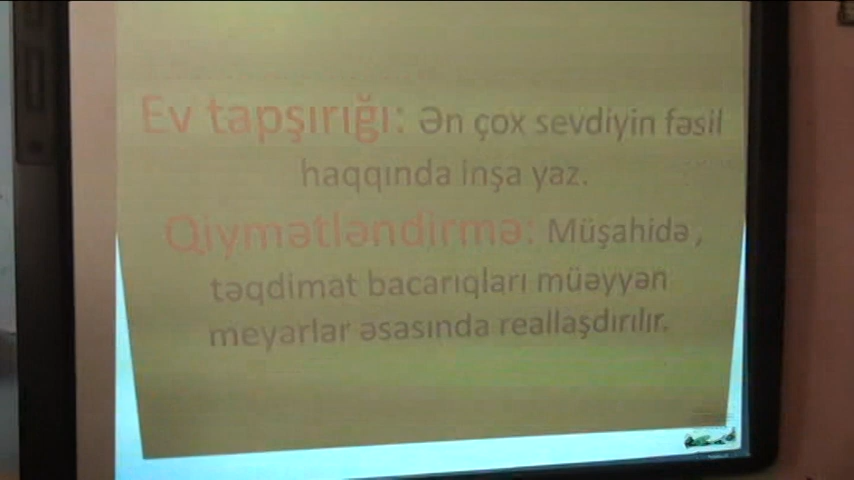 Ev tapşırığı: Ən çox sevdiyin fəsil
haqqında inşa yaz.
Qiymətləndirmə: Müşahidə,
təqdimat bacarıqları müəyyən
meyarlar əsasında reallaşdırılır.